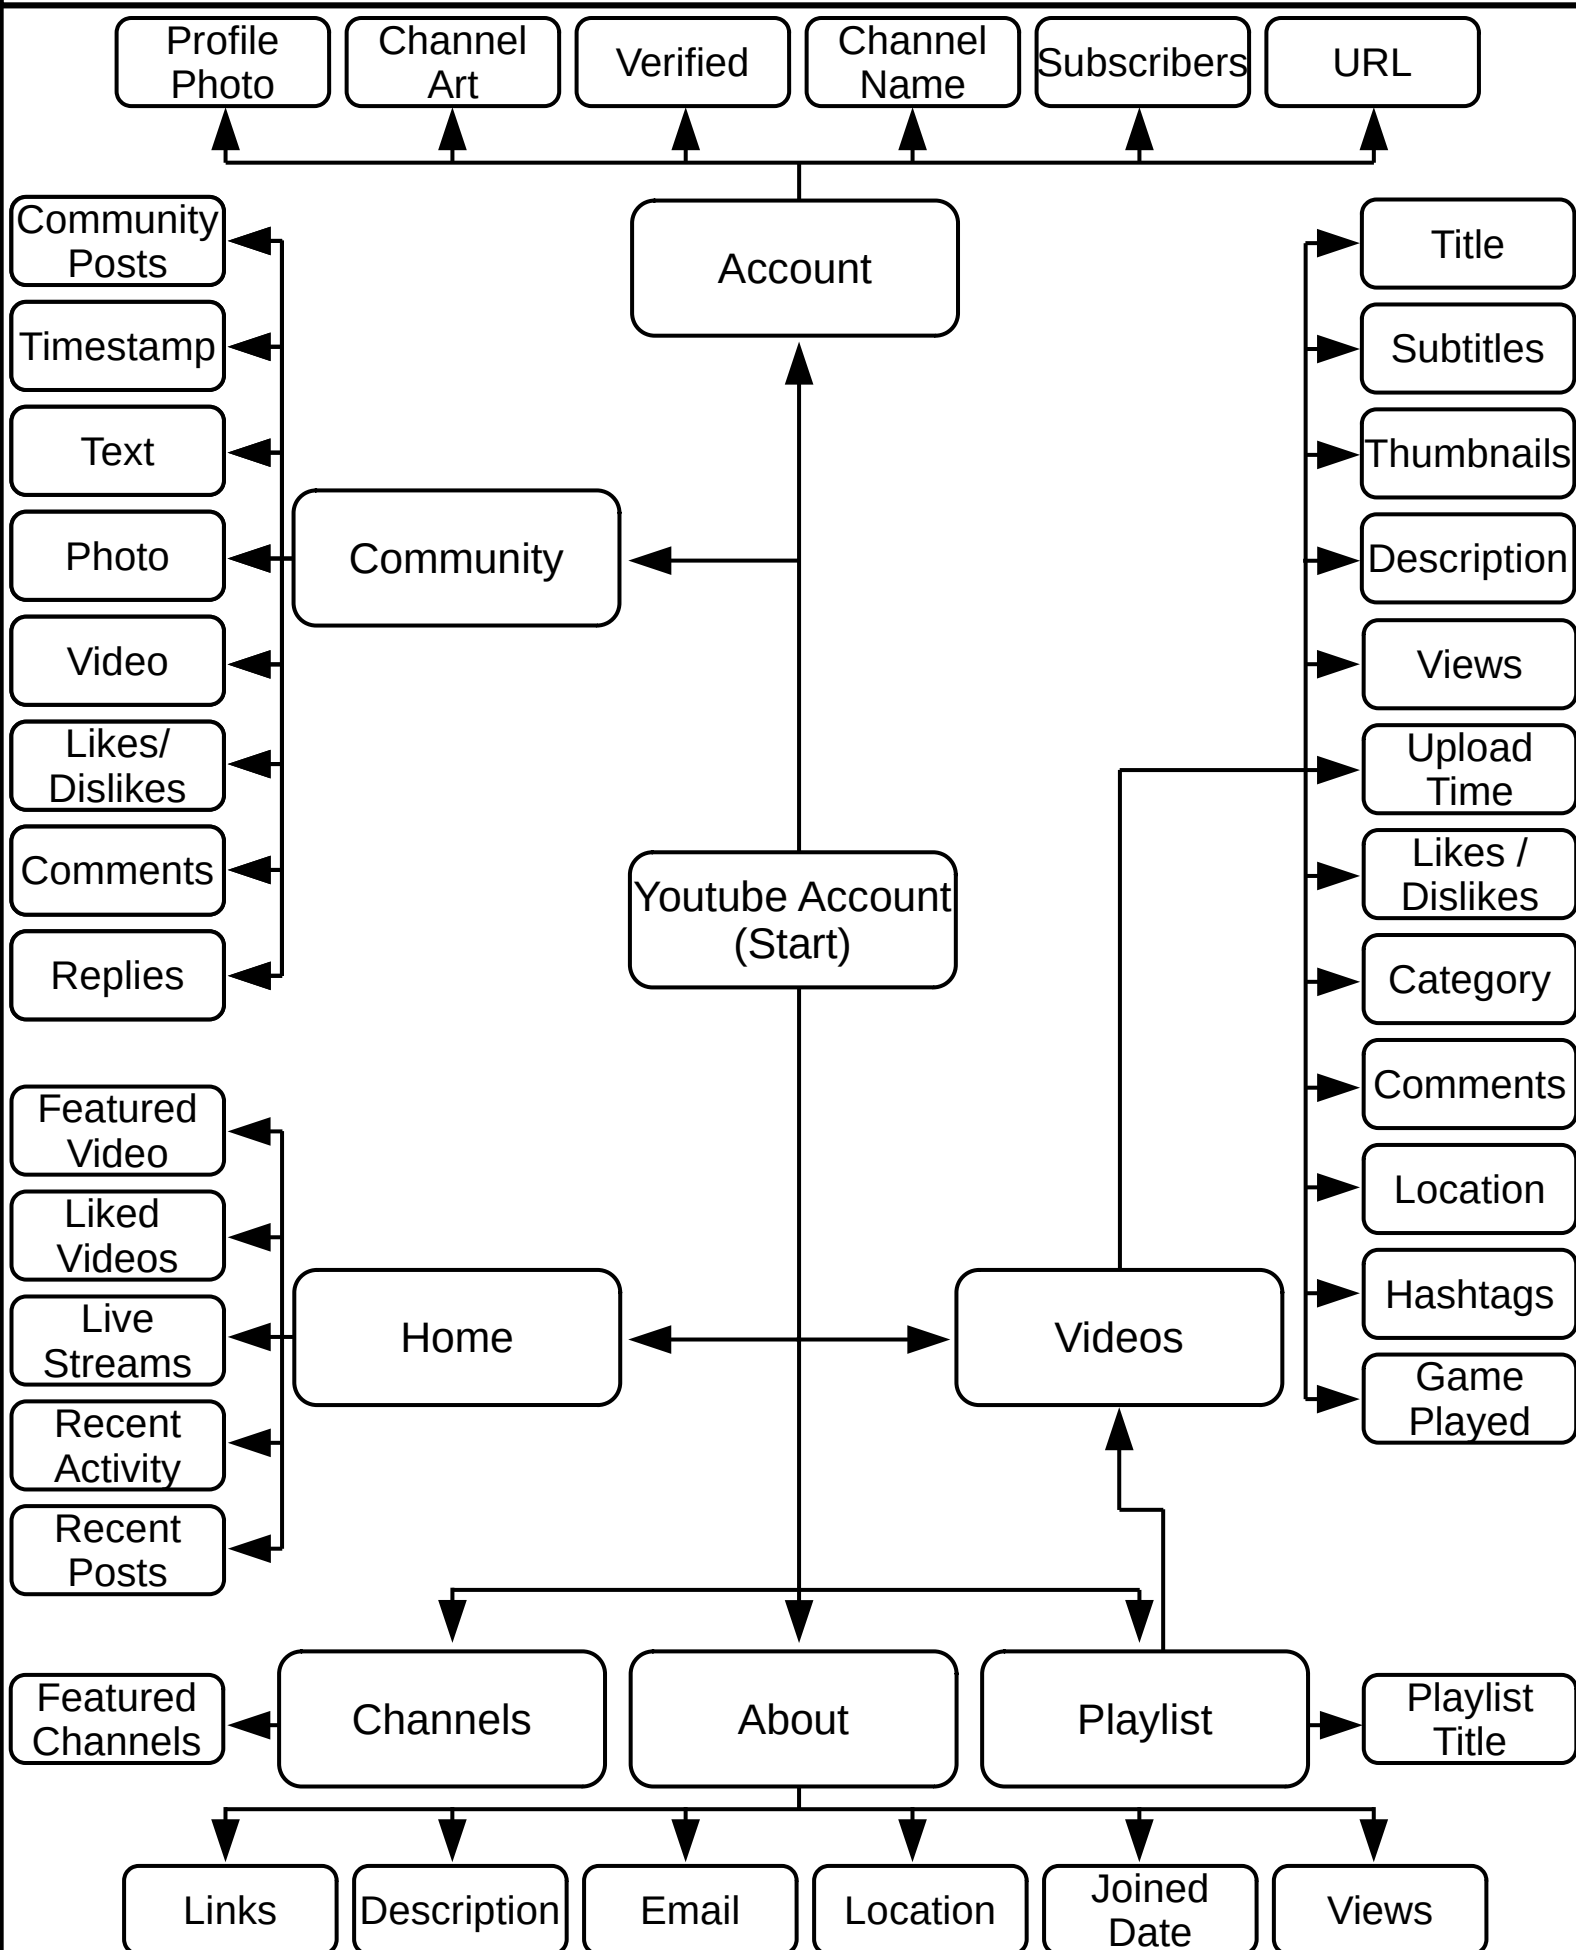 Profile
Photo
Channel
Art
Verified
Channel
Name
Subscribers
URL
Account
Community
Posts
Timestamp
Text
Photo
Video
Likes/
Dislikes
Comments
Replies
Community
Title
Subtitles
Thumbnails
Description
Views
Upload
Time
Likes /
Dislikes
Category
Comments
Location
Hashtags
Game
Played
Youtube Account
(Start)
Featured
Video
Liked
Videos
Live
Streams
Recent
Activity
Recent
Posts
Home
Videos
Featured
Channels
Channels
About
Playlist
Playlist
Title
Links
Description
Email
Location
Joined
Date
Views